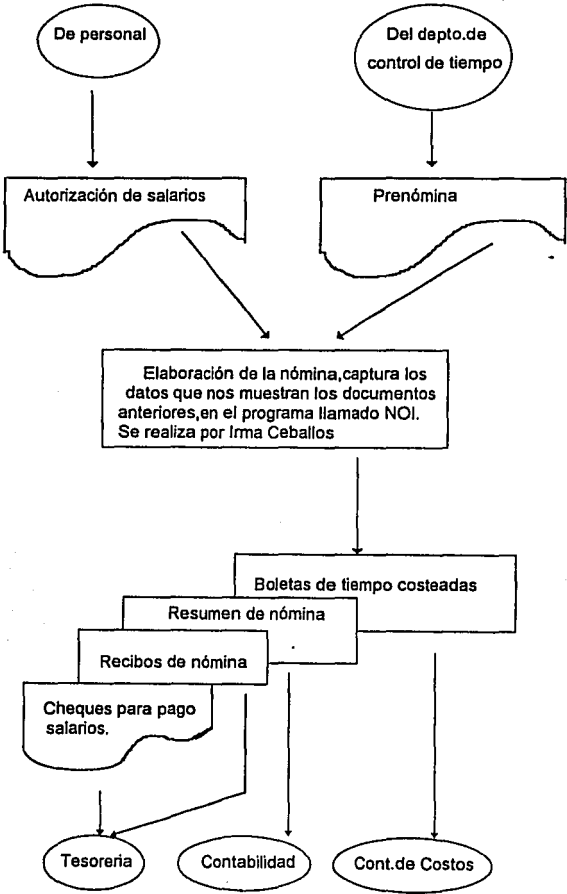 De personal
Del depto.de
control de tiempo
Autorización de salarios
Prenómina
Elaboración de la nómina,captura los
datos que nos muestran los documentos
anteriores,en el programa llamado NOI.
Se realiza por Irma Ceballos
Boletas de tiempo costeadas
Resumen de nómina
Recibos de nómina
Cheques para pago
salarios.
Tesoreria
Contabilidad
Cont.de Costos